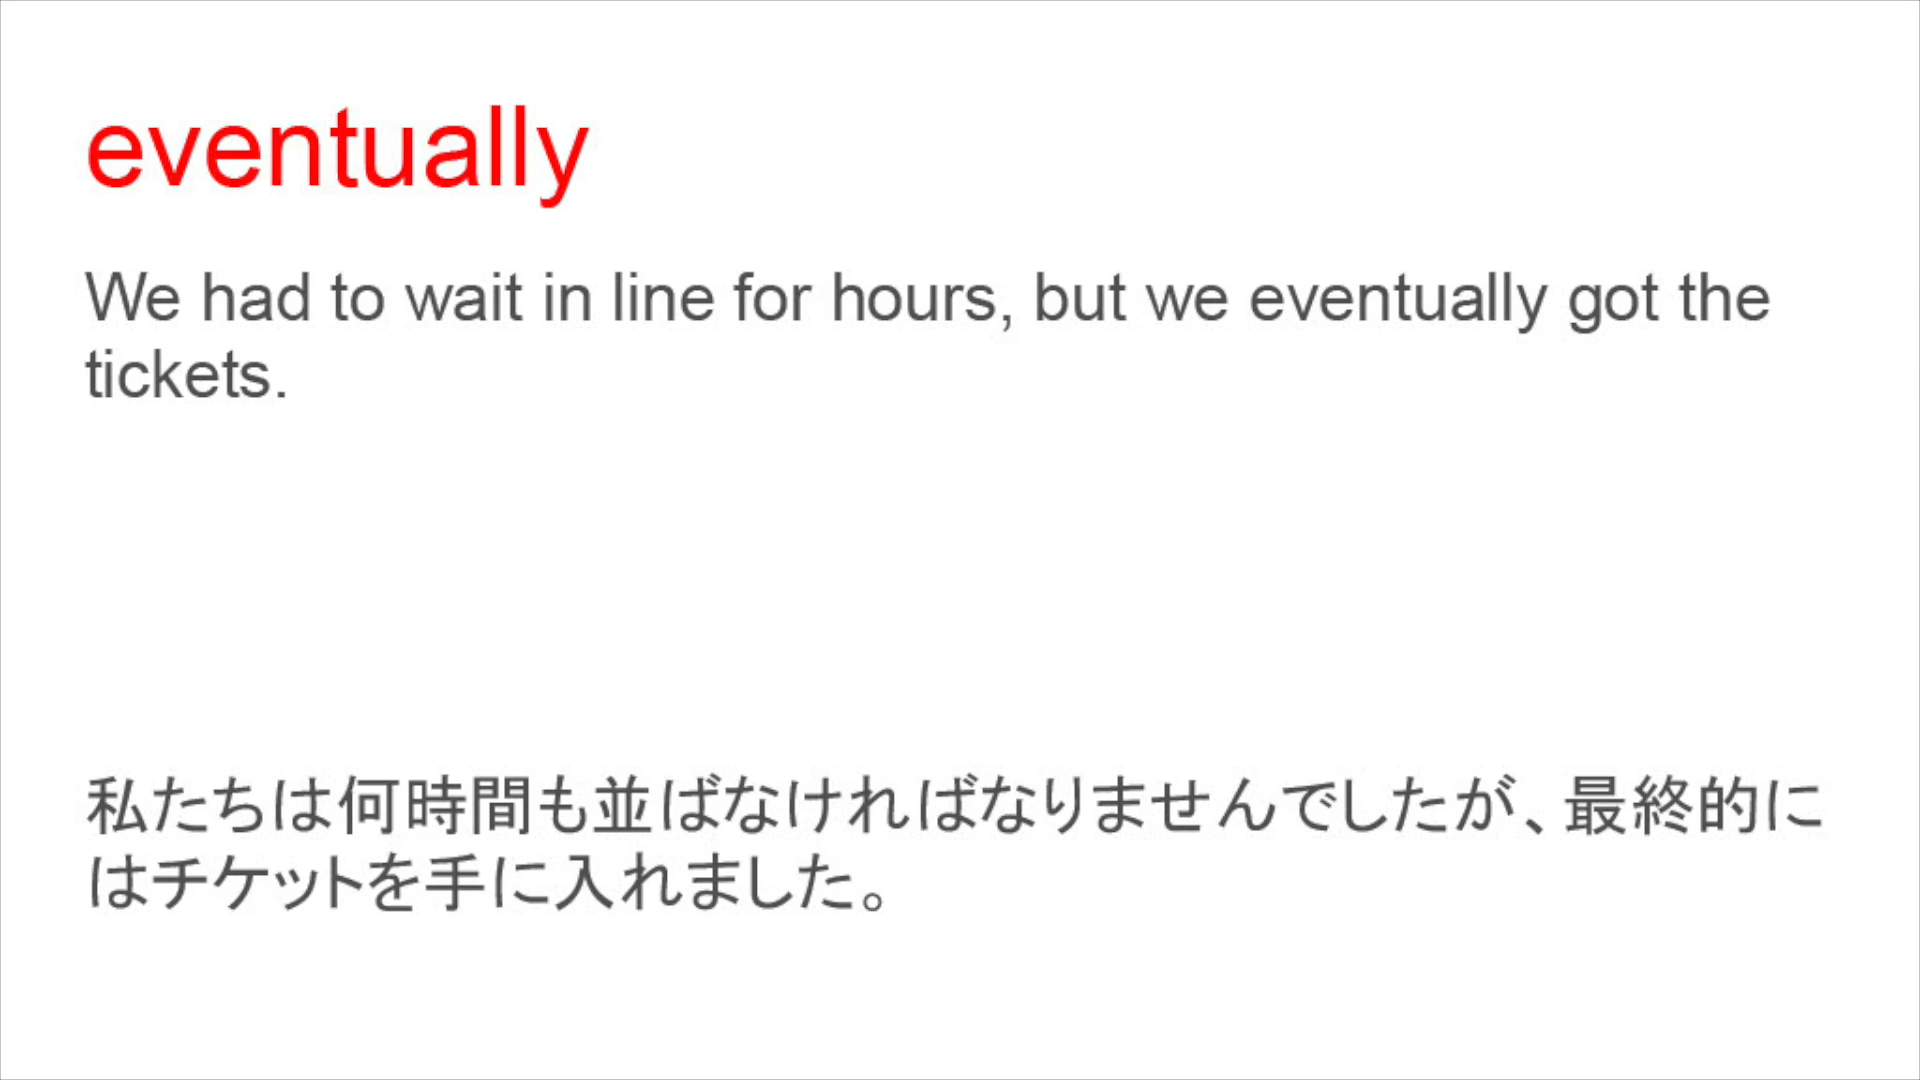 eventually
We had to wait in line for hours, but we eventually got the
tickets.
私たちは何時間も並ばなければなりませんでしたが、最終的に
はチケットを手に入れました。